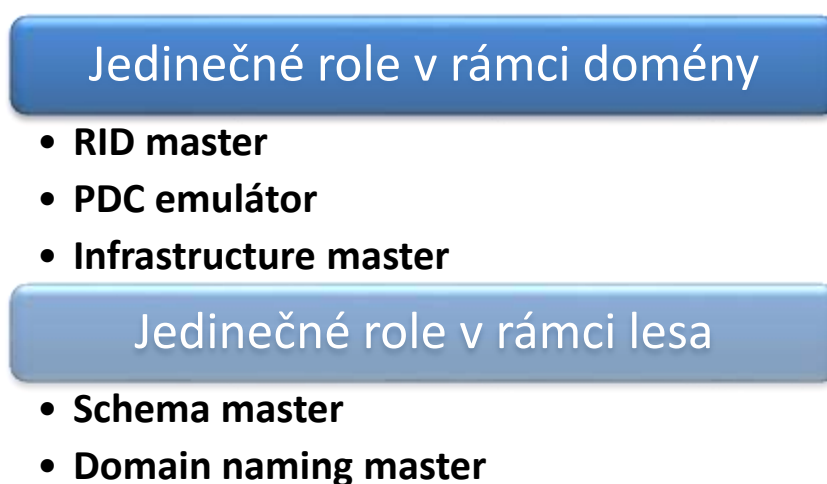 Jedinečné role v rámci domény
• RID master
• PDC emulátor
• Infrastructure master
Jedinečné role v rámci lesa
• Schema master
• Domain naming master